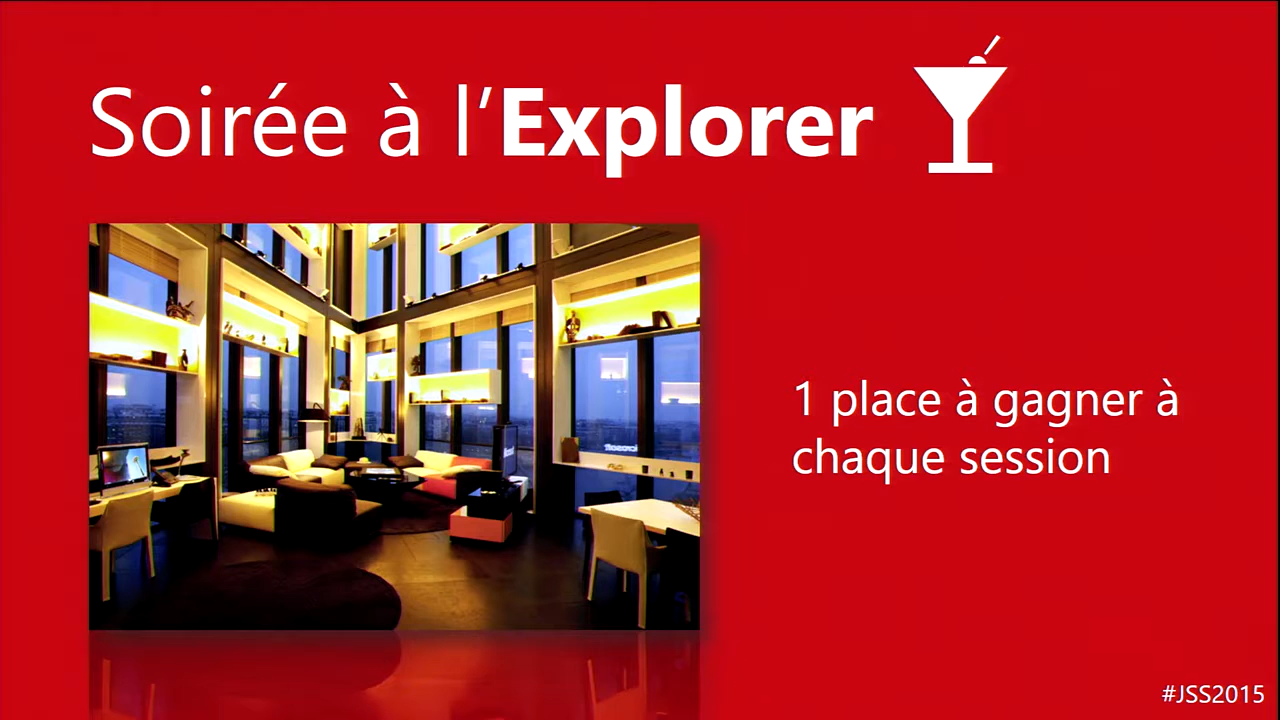 Soirée à l’Explorer
1 place à gagner à
chaque session
#JSS2015